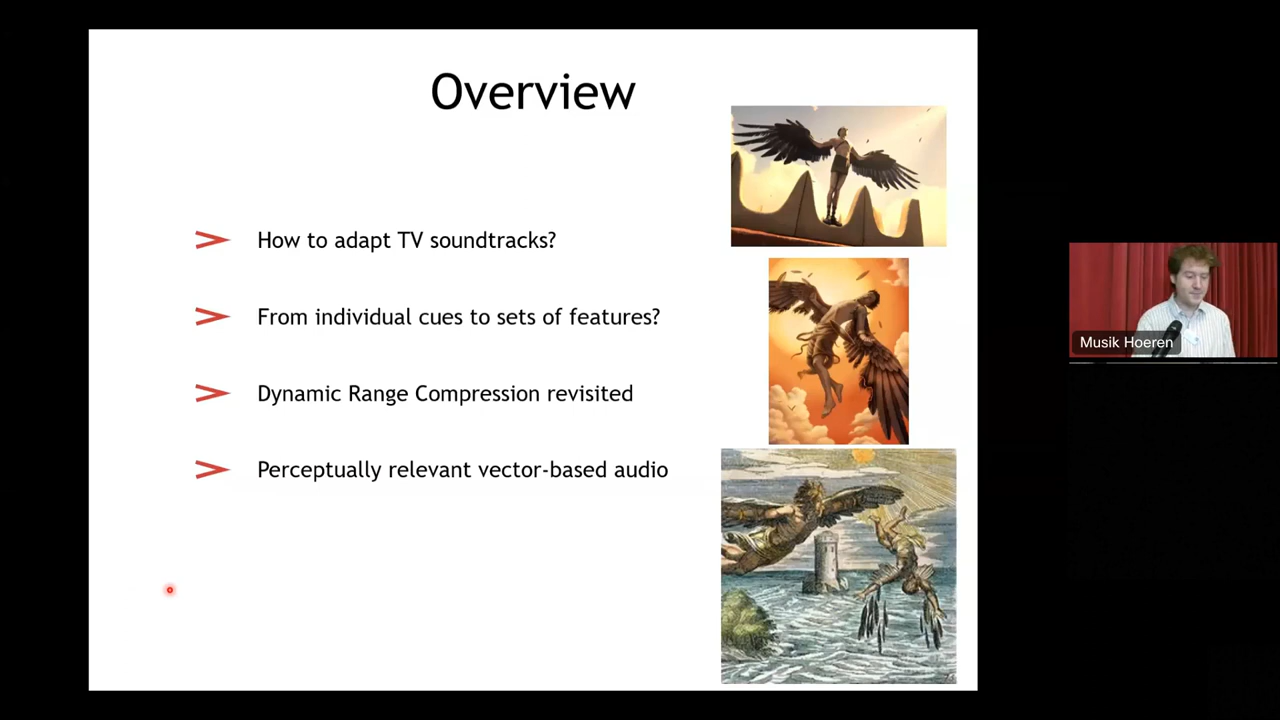 Overview
How to adapt TV soundtracks?
From individual cues to sets of features?
Dynamic Range Compression revisited
Perceptually relevant vector-based audio
Musik Hoeren